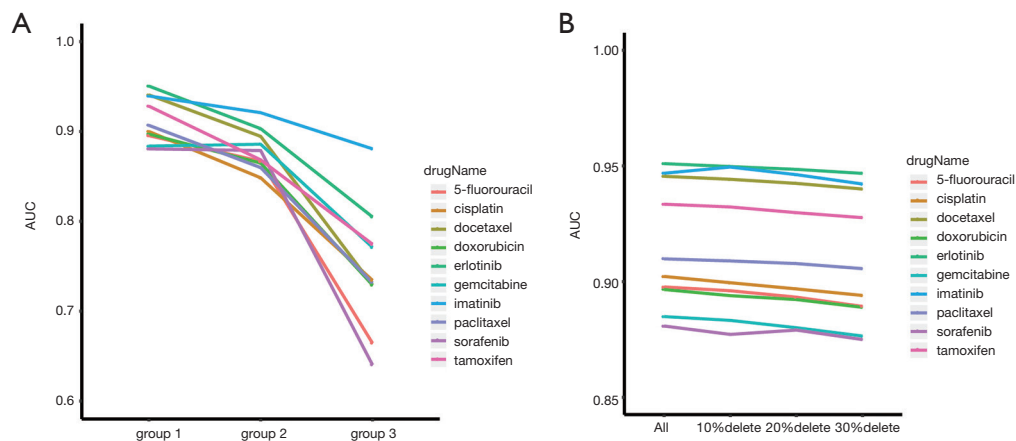 A
1.0
0.9
0.8
0.7
0.6
AUC
group 1
group 2
group 3
drugName
5-fluorouracil
cisplatin
docetaxel
doxorubicin
erlotinib
gemcitabine
imatinib
paclitaxel
sorafenib
tamoxifen
B
1.00
0.95
0.90
0.85
AUC
All
10%delete
20%delete
30%delete
drugName
5-fluorouracil
cisplatin
docetaxel
doxorubicin
erlotinib
gemcitabine
imatinib
paclitaxel
sorafenib
tamoxifen